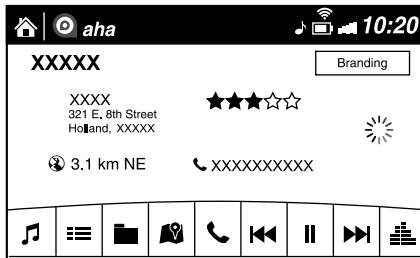 aha 10:20
XXXXX Branding
XXXX
321 E. 8th Street
Holland, XXXXX
3.1 km NE XXXXXXXXXX